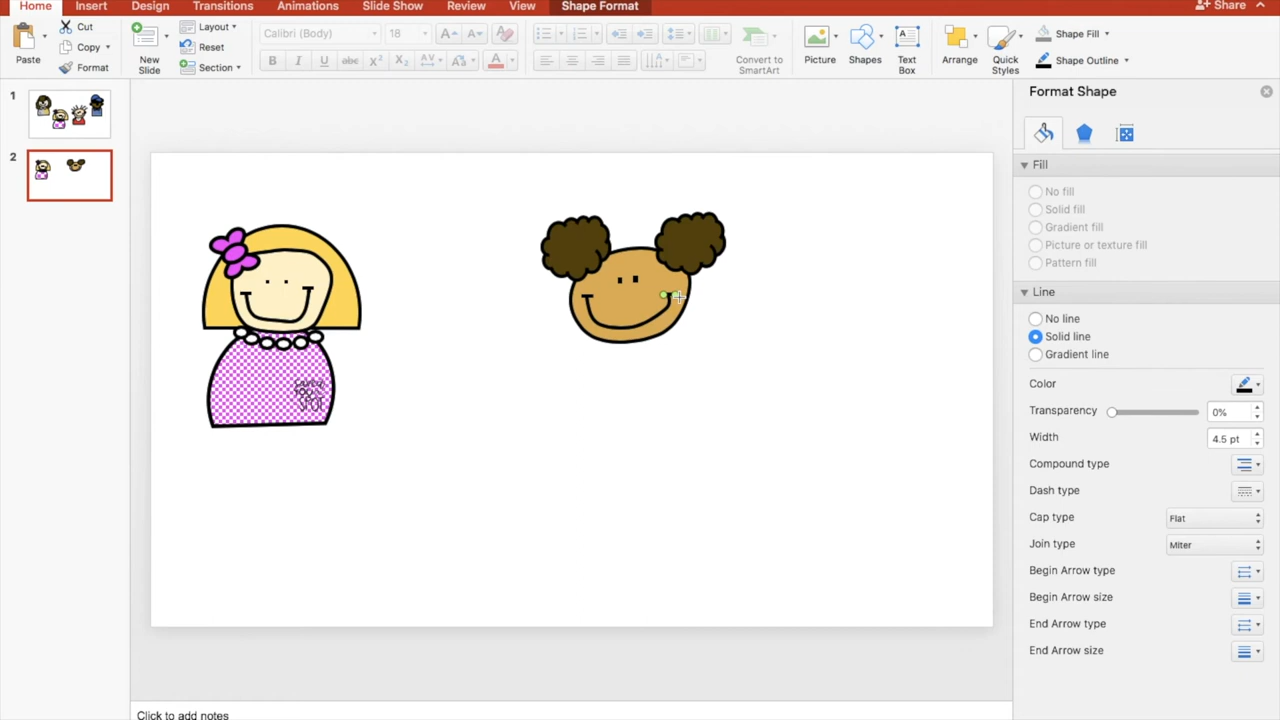 Home Insert Design Transitions Animations Slide Show Review View Shape Format Share
Paste Cut Copy Format
New Slide Layout Reset Section
Calibri (Body) 18
Convert to SmartArt
Picture Shapes Text Box Arrange Quick Styles Shape Fill Shape Outline
1
2
saved
you a
SPOT
Click to add notes
Format Shape
Fill
No fill
Solid fill
Gradient fill
Picture or texture fill
Pattern fill
Line
No line
Solid line
Gradient line
Color
Transparency 0%
Width 4.5 pt
Compound type
Dash type
Cap type Flat
Join type Miter
Begin Arrow type
Begin Arrow size
End Arrow type
End Arrow size